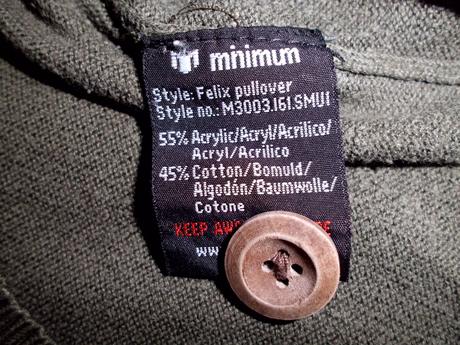 minimum
Style: Felix pullover
Style no.: M3003.161.SMU1
55% Acrylic/Acryl/Acrilico/
Acryl/Acrilico
45% Cotton/Bomuld/
Algodón/Baumwolle/
Cotone
KEEP